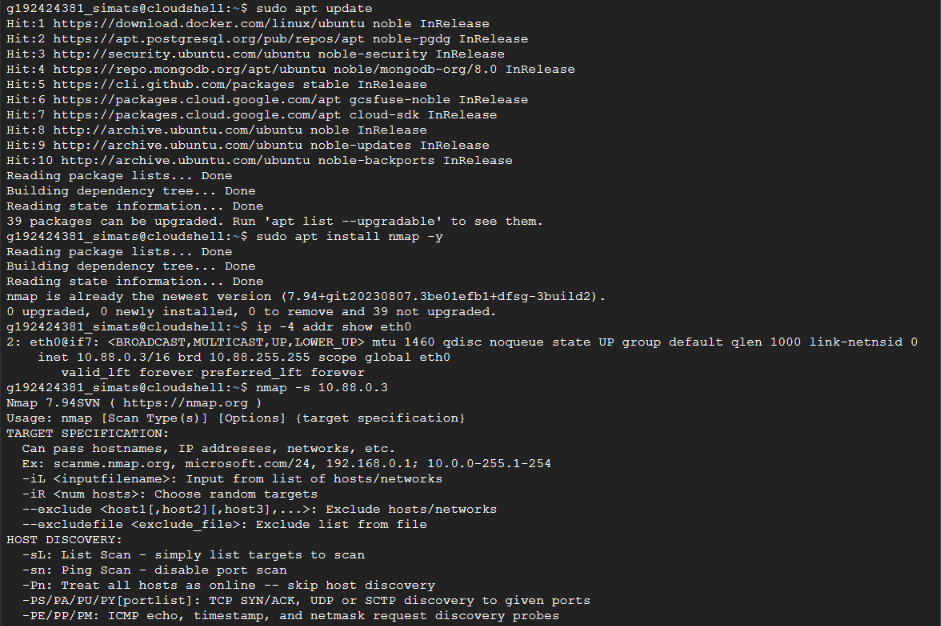 g192424381_simats@cloudshell:~$ sudo apt update
Hit:1 https://download.docker.com/linux/ubuntu noble InRelease
Hit:2 https://apt.postgresql.org/pub/repos/apt noble-pgdg InRelease
Hit:3 http://security.ubuntu.com/ubuntu noble-security InRelease
Hit:4 https://repo.mongodb.org/apt/ubuntu noble/mongodb-org/8.0 InRelease
Hit:5 https://cli.github.com/packages stable InRelease
Hit:6 https://packages.cloud.google.com/apt gcsfuse-noble InRelease
Hit:7 https://packages.cloud.google.com/apt cloud-sdk InRelease
Hit:8 http://archive.ubuntu.com/ubuntu noble InRelease
Hit:9 http://archive.ubuntu.com/ubuntu noble-updates InRelease
Hit:10 http://archive.ubuntu.com/ubuntu noble-backports InRelease
Reading package lists... Done
Building dependency tree... Done
Reading state information... Done
39 packages can be upgraded. Run 'apt list --upgradable' to see them.
g192424381_simats@cloudshell:~$ sudo apt install nmap -y
Reading package lists... Done
Building dependency tree... Done
Reading state information... Done
nmap is already the newest version (7.94+git20230807.3be01efb1+dfsg-3build2).
0 upgraded, 0 newly installed, 0 to remove and 39 not upgraded.
g192424381_simats@cloudshell:~$ ip -4 addr show eth0
2: eth0@if7: <BROADCAST,MULTICAST,UP,LOWER_UP> mtu 1460 qdisc noqueue state UP group default qlen 1000 link-netnsid 0
    inet 10.88.0.3/16 brd 10.88.255.255 scope global eth0
       valid_lft forever preferred_lft forever
g192424381_simats@cloudshell:~$ nmap -s 10.88.0.3
Nmap 7.94SVN ( https://nmap.org )
Usage: nmap [Scan Type(s)] [Options] {target specification}
TARGET SPECIFICATION:
  Can pass hostnames, IP addresses, networks, etc.
  Ex: scanme.nmap.org, microsoft.com/24, 192.168.0.1; 10.0.0-255.1-254
  -iL <inputfilename>: Input from list of hosts/networks
  -iR <num hosts>: Choose random targets
  --exclude <host1[,host2][,host3],...>: Exclude hosts/networks
  --excludefile <exclude_file>: Exclude list from file
HOST DISCOVERY:
  -sL: List Scan - simply list targets to scan
  -sn: Ping Scan - disable port scan
  -Pn: Treat all hosts as online -- skip host discovery
  -PS/PA/PU/PY[portlist]: TCP SYN/ACK, UDP or SCTP discovery to given ports
  -PE/PP/PM: ICMP echo, timestamp, and netmask request discovery probes